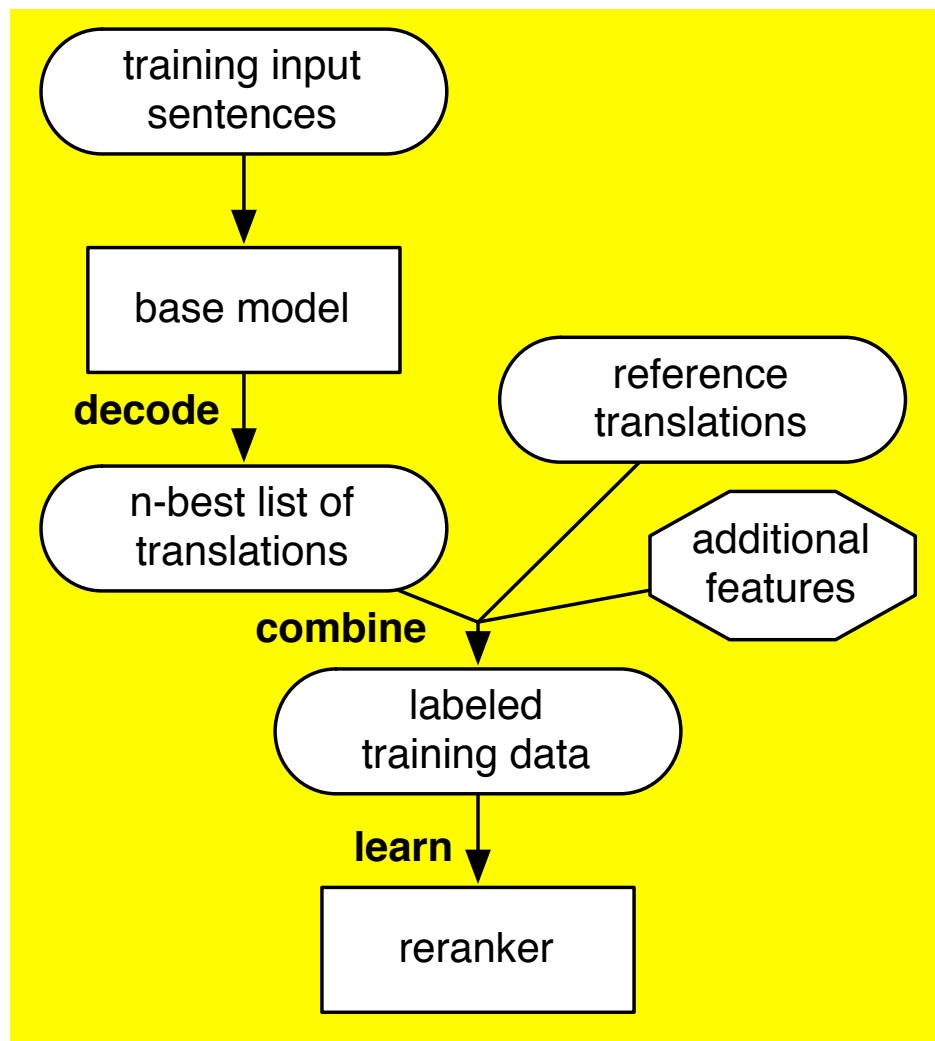 training input
sentences
base model
decode
reference
translations
n-best list of
translations
additional
features
combine
labeled
training data
learn
reranker